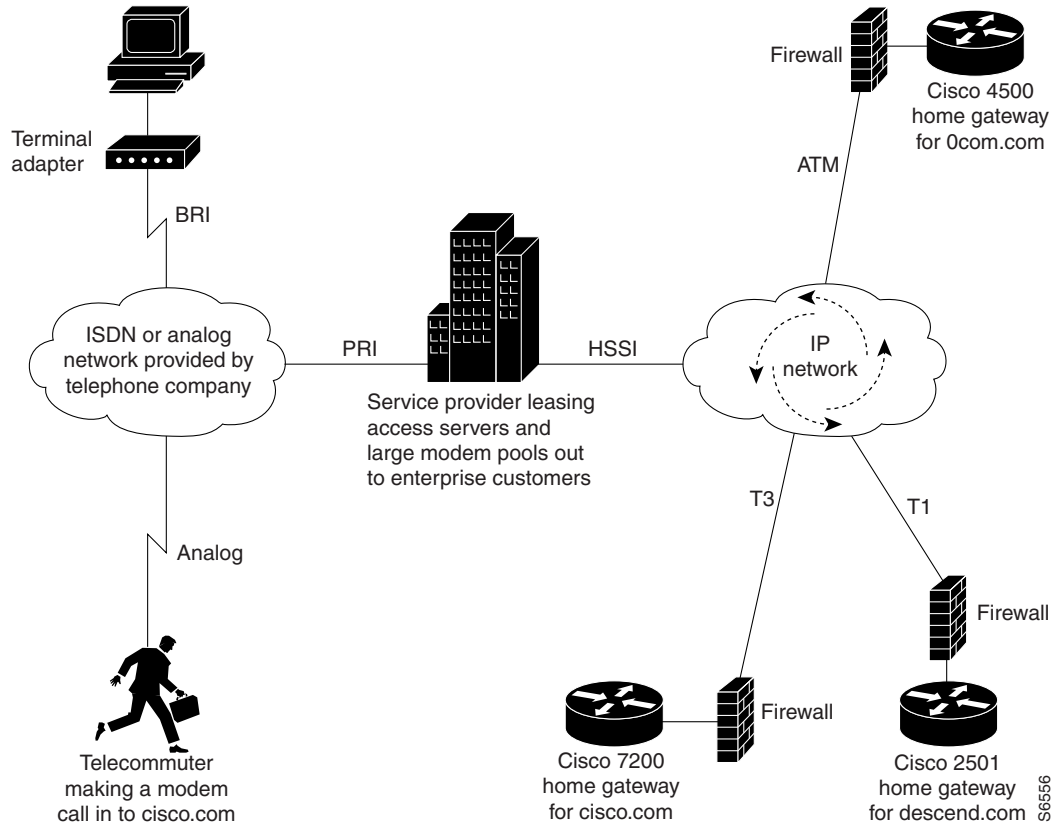 Firewall
Cisco 4500
home gateway
for 0com.com
Terminal
adapter
ATM
BRI
ISDN or analog
network provided by
telephone company
PRI
HSSI
IP
network
Service provider leasing
access servers and
large modem pools out
to enterprise customers
T3
T1
Analog
Firewall
Firewall
Telecommuter
making a modem
call in to cisco.com
Cisco 7200
home gateway
for cisco.com
Cisco 2501
home gateway
for descend.com
S6556